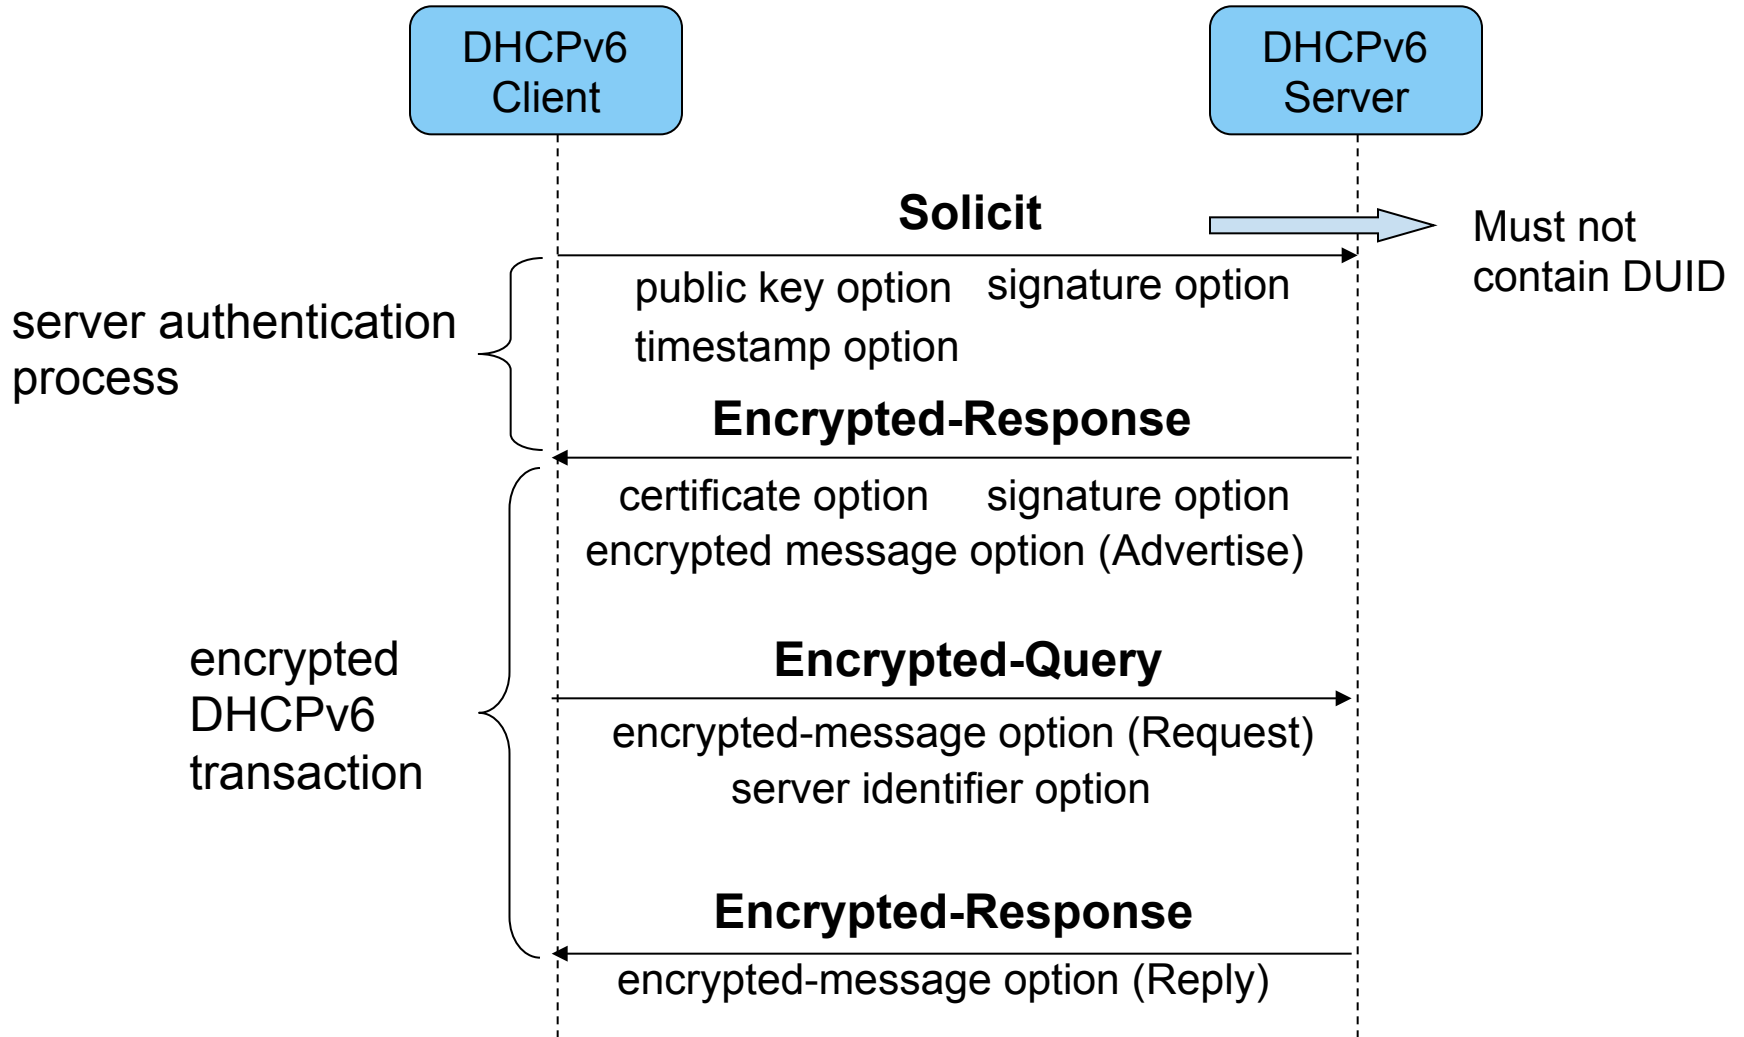 DHCPv6
Client
DHCPv6
Server
Solicit
Must not
contain DUID
public key option
signature option
timestamp option
server authentication
process
Encrypted-Response
certificate option
signature option
encrypted message option (Advertise)
encrypted
DHCPv6
transaction
Encrypted-Query
encrypted-message option (Request)
server identifier option
Encrypted-Response
encrypted-message option (Reply)